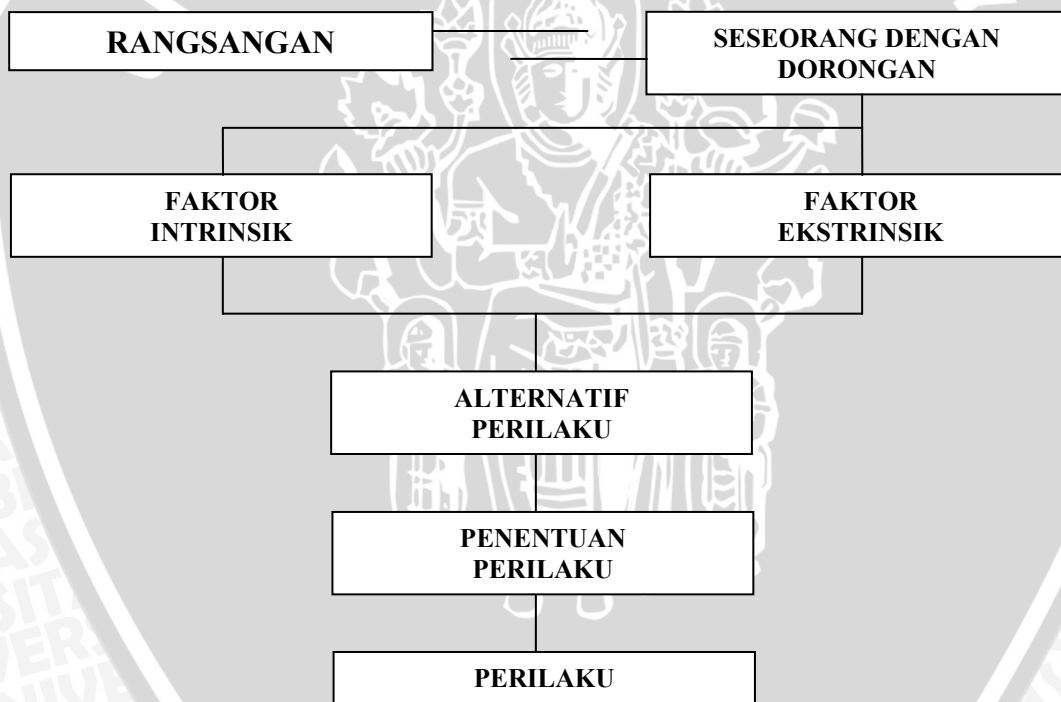 RANGSANGAN
SESEORANG DENGAN
DORONGAN
FAKTOR
INTRINSIK
FAKTOR
EKSTRINSIK
ALTERNATIF
PERILAKU
PENENTUAN
PERILAKU
PERILAKU